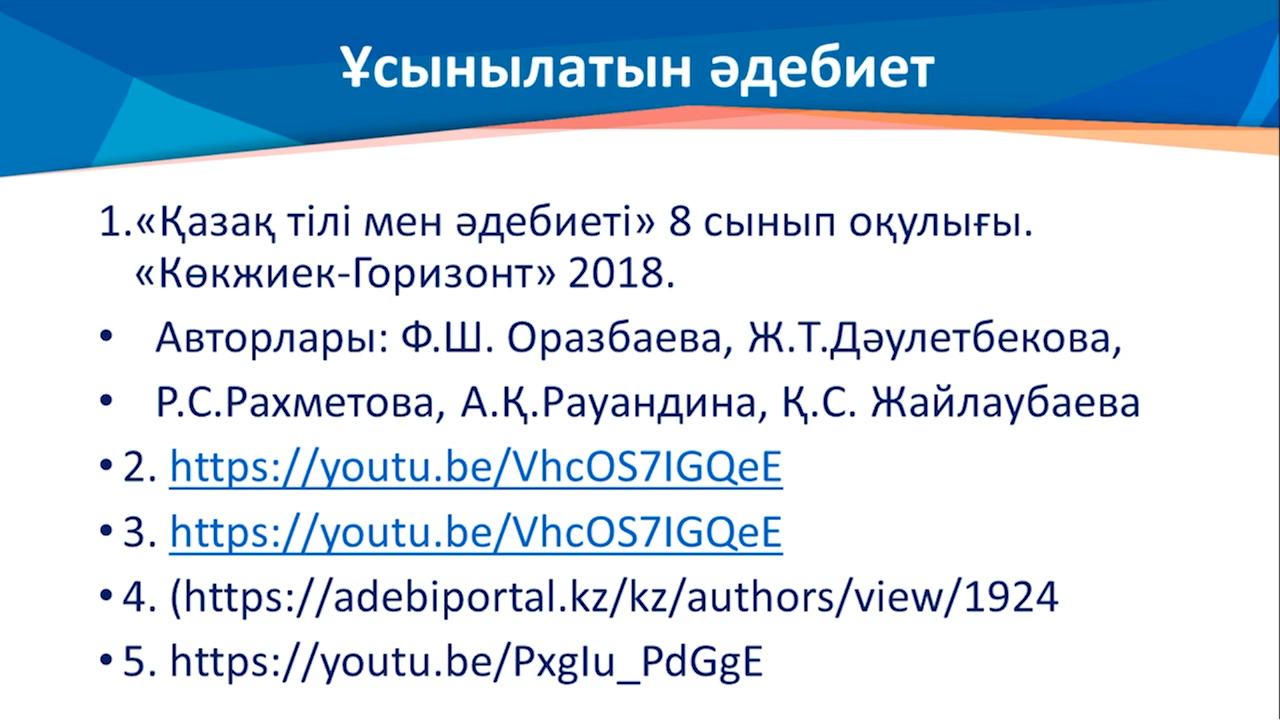 Ұсынылатын әдебиет
1.«Қазақ тілі мен әдебиеті» 8 сынып оқулығы.
«Көкжиек-Горизонт» 2018.
• Авторлары: Ф.Ш. Оразбаева, Ж.Т.Дәулетбекова,
• Р.С.Рахметова, А.Қ.Рауандина, Қ.С. Жайлаубаева
• 2. https://youtu.be/VhcOS7IGQeE
• 3. https://youtu.be/VhcOS7IGQeE
• 4. (https://adebiportal.kz/kz/authors/view/1924
• 5. https://youtu.be/PxgIu_PdGgE